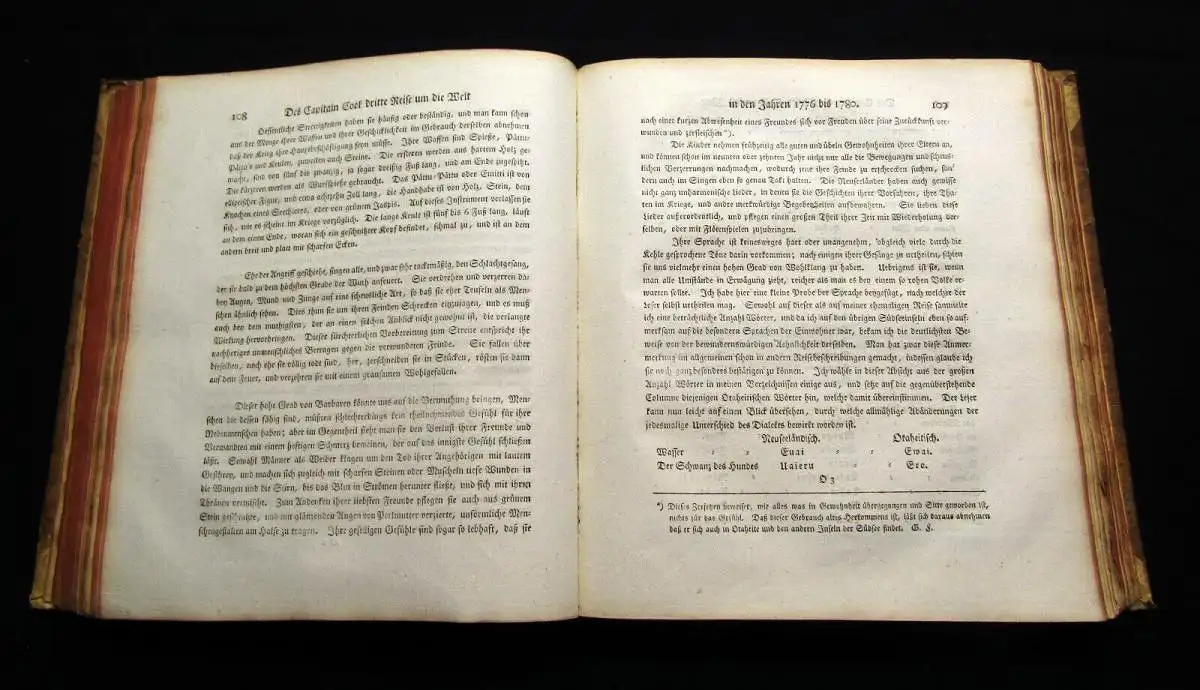 108 Des Capitain Cook dritte Reise um die Welt
Oeffentliche Streitigkeiten haben sie häufig oder beständig, und man kann schon
aus der Menge ihrer Waffen und ihrer Geschicklichkeit im Gebrauch derselben abnehmen
daß der Krieg ihre Hauptbeschäftigung seyn müsse. Ihre Waffen sind Spieße, Pättu-
Pättu's und Keulen, zuweilen auch Steine. Die ersteren werden aus hartem Holz ge-
macht, sind von fünf bis zwanzig, ja sogar dreißig Fuß lang, und am Ende zugespitzt.
Die kürzeren werden als Wurfspieße gebraucht. Das Pättu-Pättu oder Emiiti ist von
elliptischer Figur, und etwa achtzehn Zoll lang, die Handhabe ist von Holz, Stein, dem
Knochen eines Seethieres, oder von grünem Jaspis. Auf dieses Instrument verlassen sie
sich, wie es scheint im Kriege vorzüglich. Die lange Keule ist fünf bis 6 Fuß lang, läuft
an dem einen Ende, woran sich ein geschnitzter Kopf befindet, schmal zu, und ist an dem
andern breit und platt mit scharfen Ecken.
Ehe der Angriff geschieht, singen alle, und zwar sehr tacktmäßig, den Schlachtgesang,
der sie bald zu dem höchsten Grade der Wuth anfeuert. Sie verdrehen und verzerren da-
bey Augen, Mund und Zunge auf eine scheusliche Art, so daß sie eher Teufeln als Men-
schen ähnlich sehen. Dies thun sie um ihren Feinden Schrecken einzujagen, und es muß
auch bey dem muthigsten, der an einen solchen Anblick nicht gewohnt ist, die verlangte
Wirkung hervorbringen. Dieser fürchterlichen Vorbereitung zum Streite entspricht ihr
nachheriges unmenschliches Betragen gegen die verwundeten Feinde. Sie fallen über
dieselben, noch ehe sie völlig todt sind, her, zerschneiden sie in Stücken, rösten sie dann
auf dem Feuer, und verzehren sie mit einem grausamen Wohlgefallen.
Dieser hohe Grad von Barbarey könnte uns auf die Vermuthung bringen, Men-
schen die dessen fähig sind, müßten schlechterdings kein theilnehmendes Gefühl für ihre
Nebenmenschen haben; aber im Gegentheil sieht man sie den Verlust ihrer Freunde und
Verwandten mit einem heftigen Schmerz beweinen, der auf das innigste Gefühl schließen
läßt. Sowohl Männer als Weiber klagen um den Tod ihrer Angehörigen mit lautem
Geschrey, und machen sich zugleich mit scharfen Steinen oder Muscheln tiefe Wunden in
die Wangen und die Stirn, bis das Blut in Strömen herunter fließt, und sich mit ihren
Thränen vermischt. Zum Andenken ihrer liebsten Freunde pflegen sie auch aus grünem
Stein geschnitzte, und mit glänzenden Augen von Perlmutter verzierte, unförmliche Men-
schengestalten am Halse zu tragen. Ihre geselligen Gefühle sind sogar so lebhaft, daß sie
in den Jahren 1776 bis 1780. 109
nach einer kurzen Abwesenheit eines Freundes sich vor Freuden über seine Zurückkunft ver-
wunden und zerfleischen *).
Die Kinder nehmen frühzeitig alle guten und übeln Gewohnheiten ihrer Eltern an,
und können schon im neunten oder zehnten Jahr nicht nur alle die Bewegungen und scheus-
lichen Verzerrungen nachmachen, wodurch jene ihre Feinde zu erschrecken suchen, son-
dern auch im Singen eben so genau Takt halten. Die Neuseeländer haben auch gewisse
nicht ganz unharmonische Lieder, in denen sie die Geschichten ihrer Vorfahren, ihre Tha-
ten im Kriege, und andre merkwürdige Begebenheiten aufbewahren. Sie lieben diese
Lieder außerordentlich, und pflegen einen großen Theil ihrer Zeit mit Wiederholung der-
selben, oder mit Flötenspielen zuzubringen.
Ihr Sprache ist keinesweges hart oder unangenehm, obgleich viele durch die
Kehle gesprochene Töne darin vorkommen; nach einigen ihrer Gesänge zu urtheilen, schien
sie uns vielmehr einen hohen Grad von Wohlklang zu haben. Uebrigens ist sie, wenn
man alle Umstände in Erwägung zieht, reicher als man es bey einem so rohen Volke er-
warten sollte. Ich habe hier eine kleine Probe der Sprache beygefügt, nach welcher der
Leser selbst urtheilen mag. Sowohl auf dieser als auf meiner ehemaligen Reise sammelte
ich eine beträchtliche Anzahl Wörter, und da ich auf den übrigen Südseeinseln eben so auf-
merksam auf die besondern Sprachen der Einwohner war, bekam ich die deutlichsten Be-
weise von der bewundernswürdigen Aehnlichkeit derselben. Man hat zwar diese Anmer-
merkung im allgemeinen schon in andern Reisebeschreibungen gemacht, indessen glaube ich
sie noch ganz besonders bestätigen zu können. Ich wähle in dieser Absicht aus der großen
Anzahl Wörter in meinen Verzeichnissen einige aus, und setze auf die gegenüberstehende
Columne diejenigen Otaheitischen Wörter hin, welche damit übereinstimmen. Der Leser
kann nun leicht auf einen Blick übersehen, durch welche allmählige Abänderungen der
jedesmalige Unterschied des Dialektes bewirkt worden ist.
Neuseeländisch. Otaheitisch.
Wasser = = Euai = = Ewai.
Der Schwanz des Hundes = Uaieru = = Ero.
O 3
*) Dieses Zerfetzen beweiset, wie alles was in Gewohnheit übergegangen und Sitte geworden ist,
nichts für das Gefühl. Daß dieser Gebrauch altes Herkommens ist, läßt sich daraus abnehmen
daß er sich auch in Otaheite und den andern Inseln der Südsee findet. G. F.